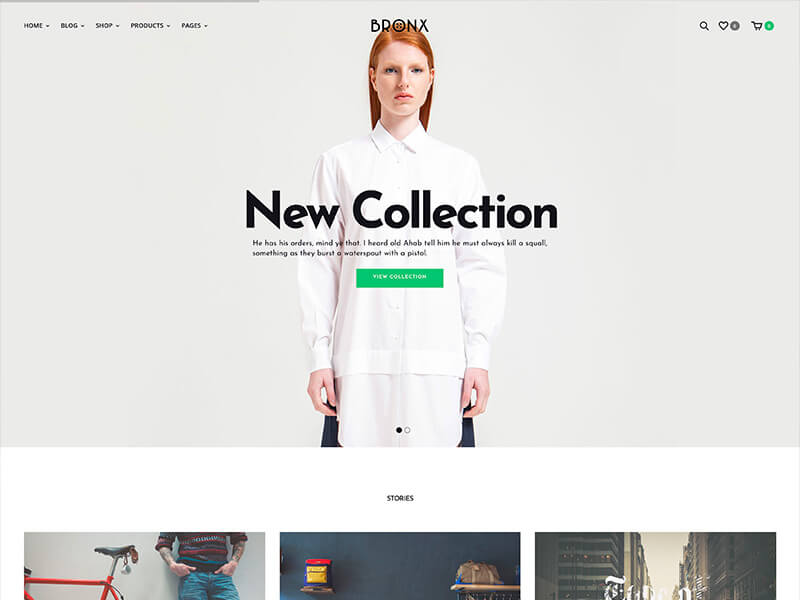 HOME BLOG SHOP PRODUCTS PAGES
BRONX
0 0
New Collection
He has his orders, mind ye that. I heard old Ahab tell him he must always kill a squall,
something as they burst a waterspout with a pistol.
VIEW COLLECTION
STORIES